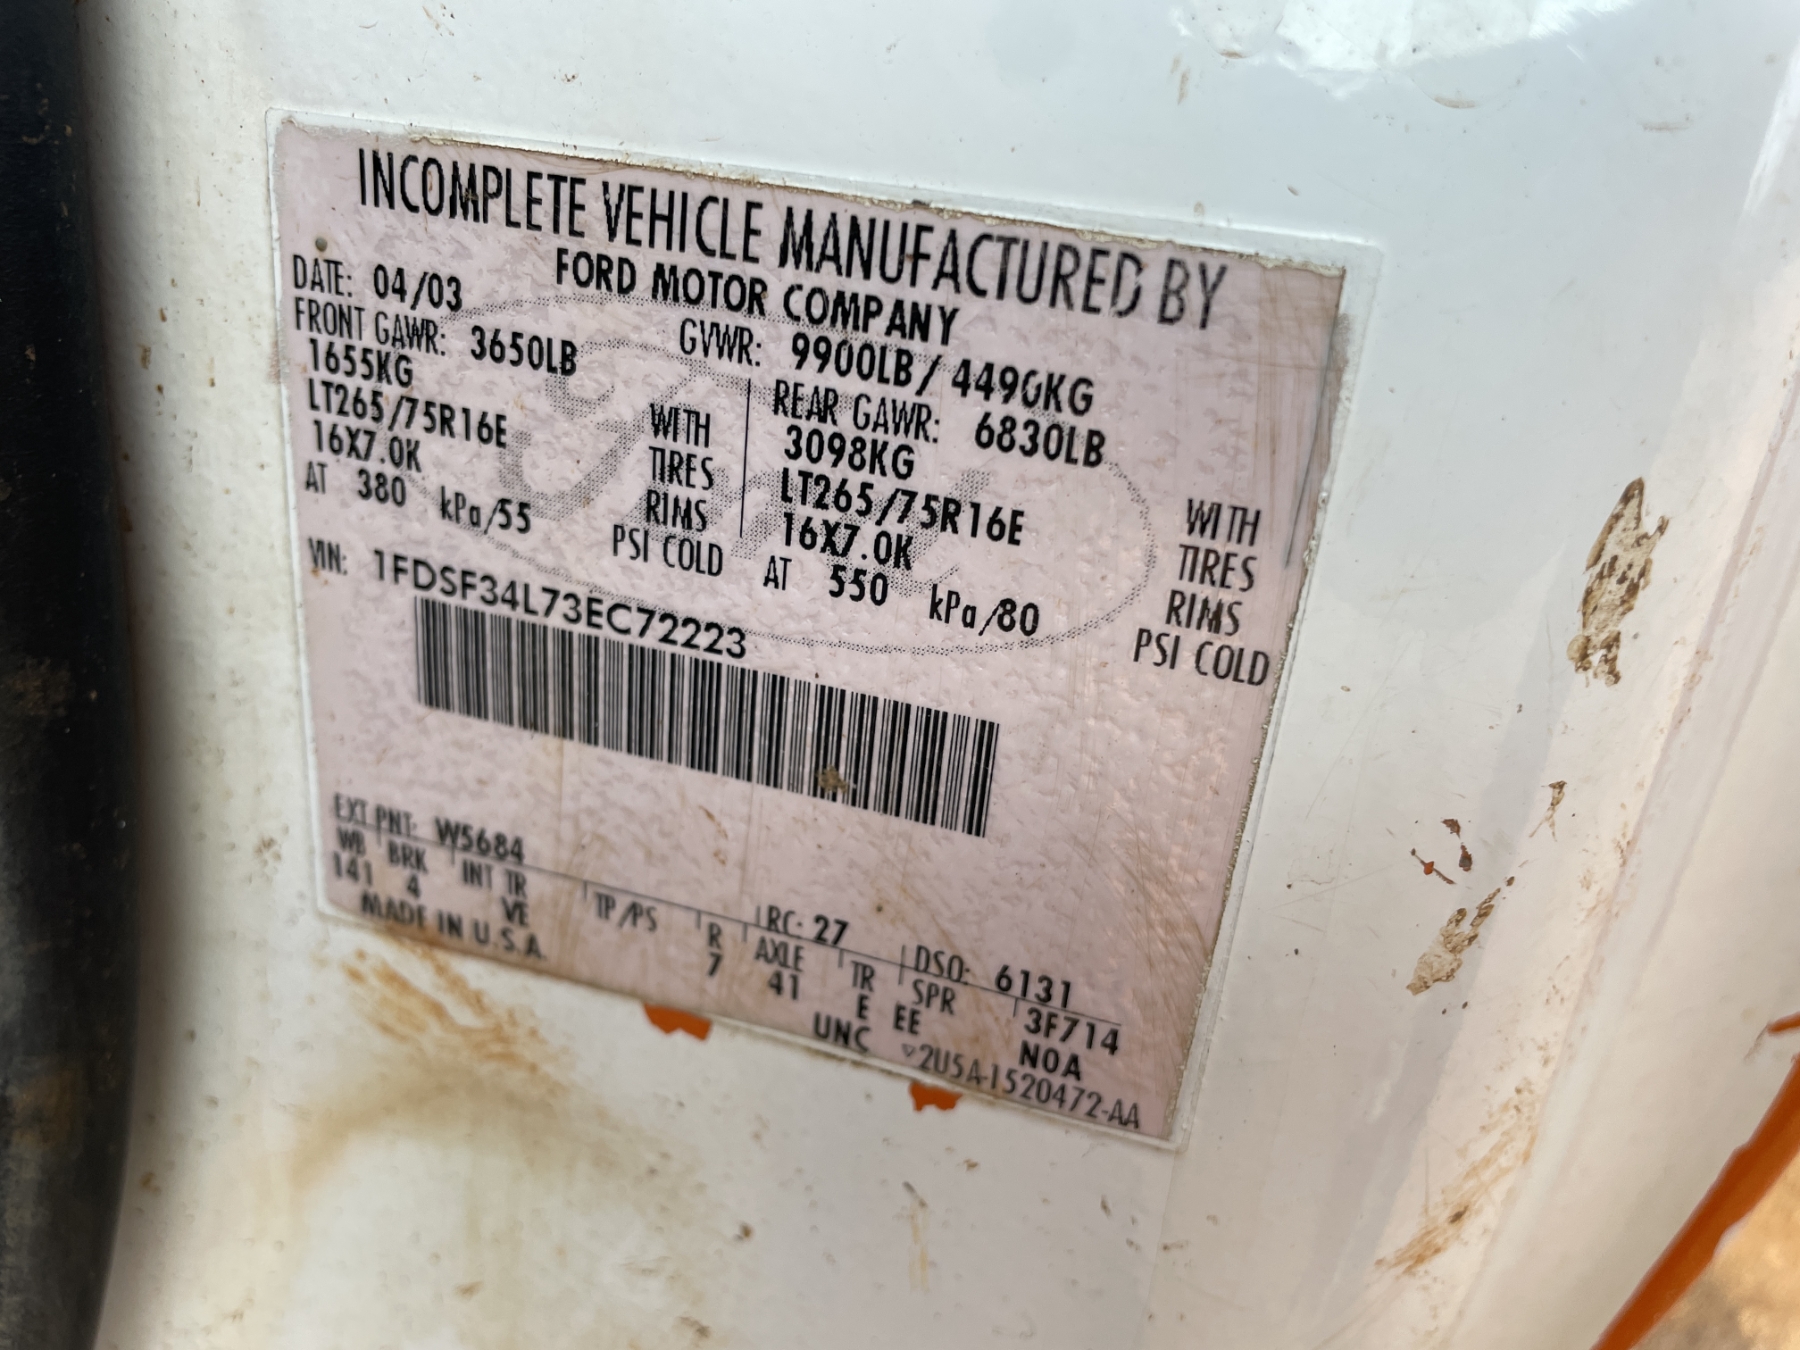 INCOMPLETE VEHICLE MANUFACTURED BY
FORD MOTOR COMPANY
DATE: 04/03 GVWR: 9900LB / 4490KG
FRONT GAWR: 3650LB REAR GAWR: 6830LB
1655KG WITH 3098KG WITH
LT265/75R16E TIRES LT265/75R16E TIRES
16X7.0K RIMS 16X7.0K RIMS
AT 380 kPa/55 PSI COLD AT 550 kPa/80 PSI COLD
VIN: 1FDSF34L73EC72223
EXT PNT: W5684 RC: 27 DSO: 6131
WB BRK INT TR TP/PS R AXLE TR SPR 3F714
141 4 VE 7 41 E EE N0A
MADE IN U.S.A. UNC ▽2U5A-1520472-AA